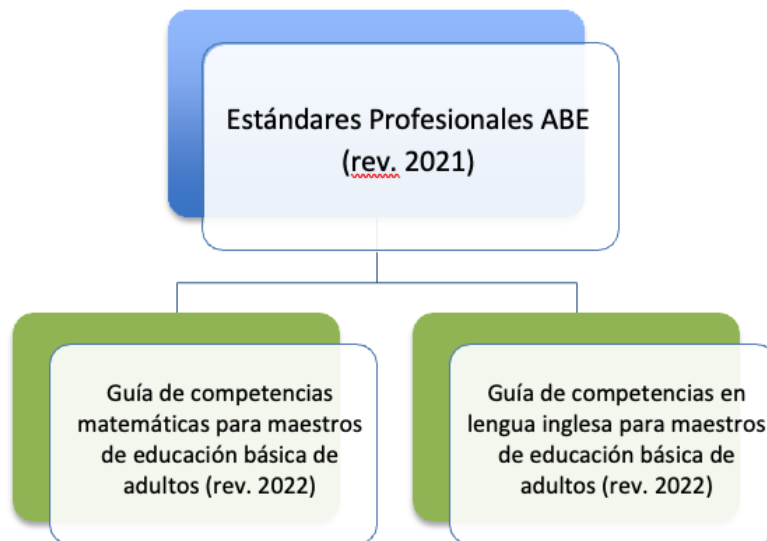 Estándares Profesionales ABE
(rev. 2021)
Guía de competencias
matemáticas para maestros
de educación básica de
adultos (rev. 2022)
Guía de competencias en
lengua inglesa para maestros
de educación básica de
adultos (rev. 2022)